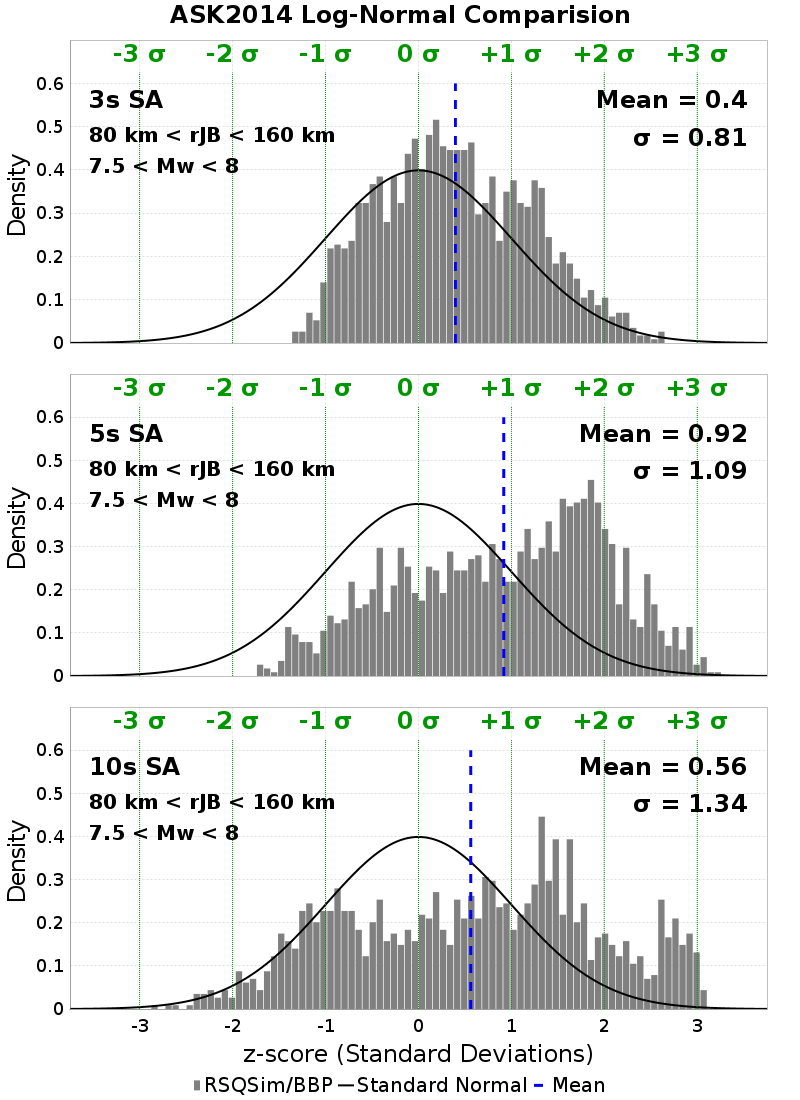 ASK2014 Log-Normal Comparision
-3 σ -2 σ -1 σ 0 σ +1 σ +2 σ +3 σ
0.6
3s SA Mean = 0.4
0.5
80 km < rJB < 160 km σ = 0.81
7.5 < Mw < 8
0.4
0.3
0.2
0.1
0
Density
-3 σ -2 σ -1 σ 0 σ +1 σ +2 σ +3 σ
0.6
5s SA Mean = 0.92
0.5
80 km < rJB < 160 km σ = 1.09
7.5 < Mw < 8
0.4
0.3
0.2
0.1
0
Density
-3 σ -2 σ -1 σ 0 σ +1 σ +2 σ +3 σ
0.6
10s SA Mean = 0.56
0.5
80 km < rJB < 160 km σ = 1.34
7.5 < Mw < 8
0.4
0.3
0.2
0.1
0
Density
-3 -2 -1 0 1 2 3
z-score (Standard Deviations)
RSQSim/BBP Standard Normal Mean